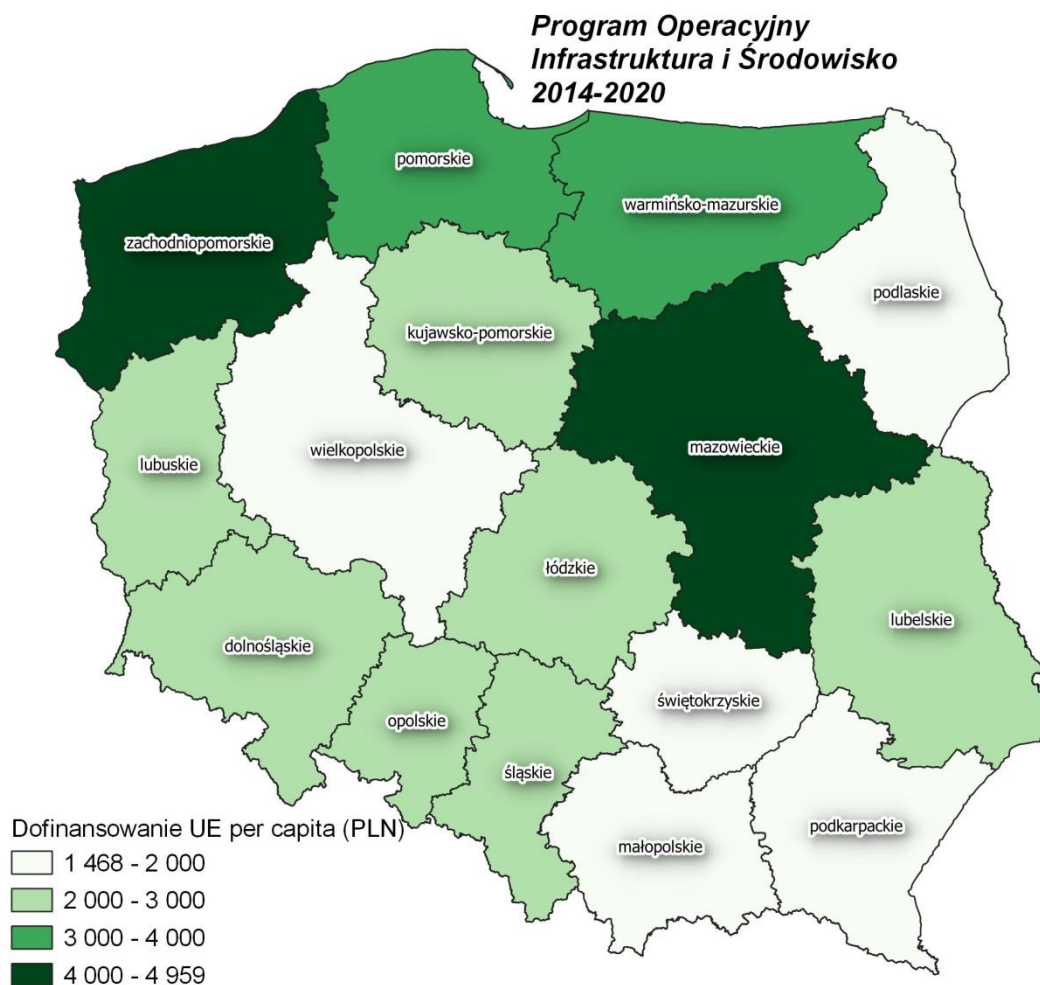 Program Operacyjny
Infrastruktura i Środowisko
2014-2020
pomorskie
warmińsko-mazurskie
zachodniopomorskie
podlaskie
kujawsko-pomorskie
mazowieckie
wielkopolskie
lubuskie
łódzkie
lubelskie
dolnośląskie
świętokrzyskie
opolskie
śląskie
podkarpackie
małopolskie
Dofinansowanie UE per capita (PLN)
1 468 - 2 000
2 000 - 3 000
3 000 - 4 000
4 000 - 4 959